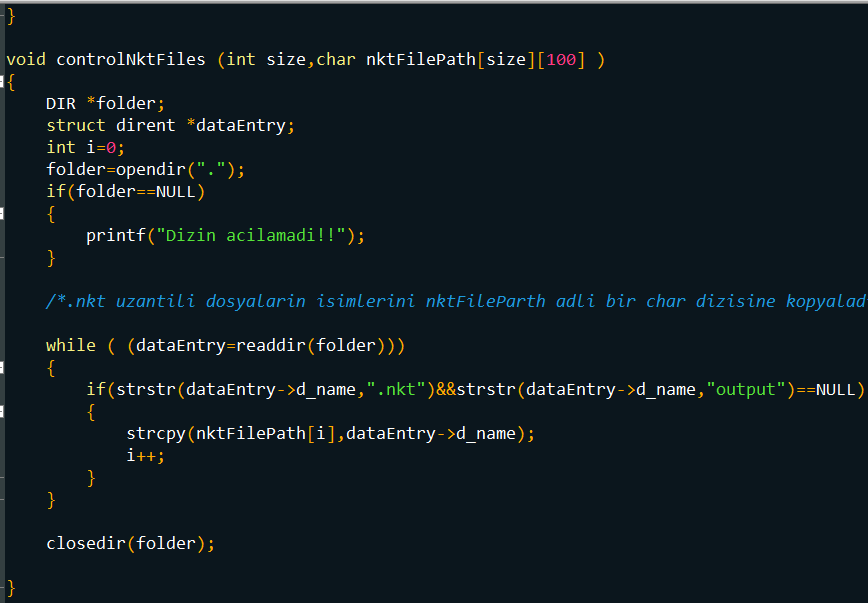 }
void controlNktFiles (int size,char nktFilePath[size][100] )
{
    DIR *folder;
    struct dirent *dataEntry;
    int i=0;
    folder=opendir(".");
    if(folder==NULL)
    {
        printf("Dizin acilamadi!!");
    }
    /*.nkt uzantili dosyalarin isimlerini nktFileParth adli bir char dizisine kopyalad
    while ( (dataEntry=readdir(folder)))
    {
        if(strstr(dataEntry->d_name,".nkt")&&strstr(dataEntry->d_name,"output")==NULL)
        {
            strcpy(nktFilePath[i],dataEntry->d_name);
            i++;
        }
    }
    closedir(folder);
}